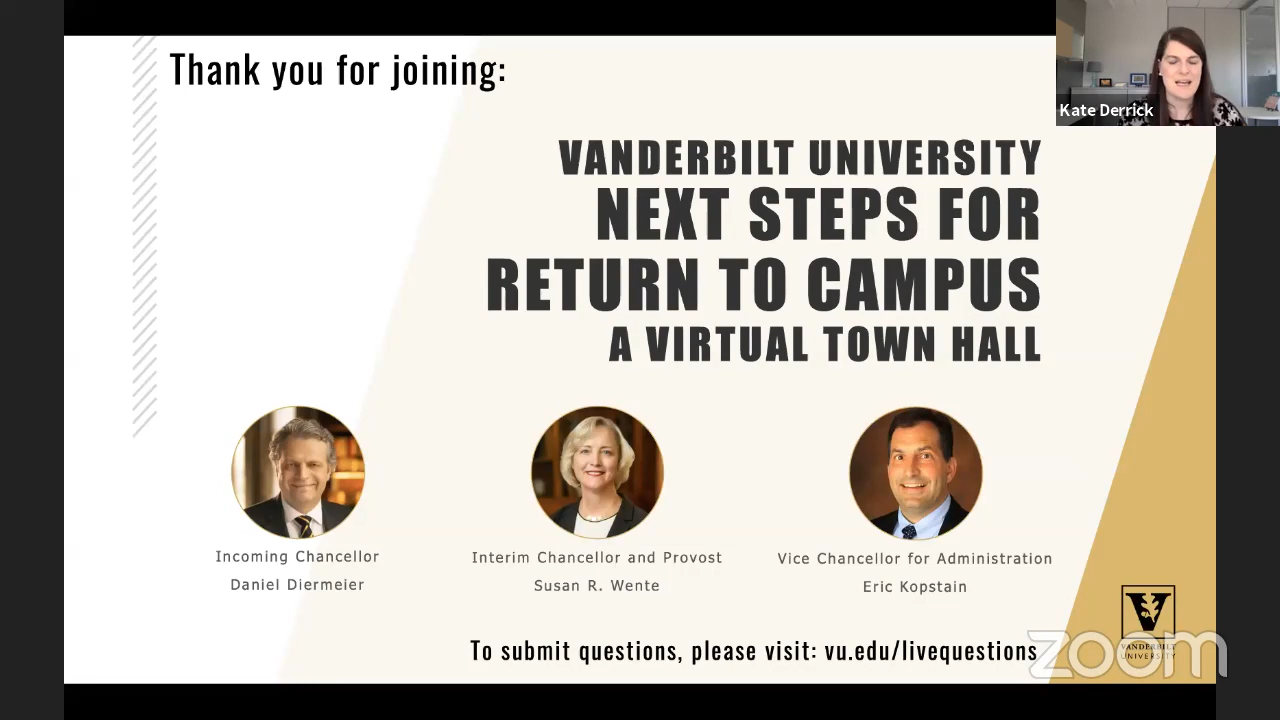 Thank you for joining:
Kate Derrick
VANDERBILT UNIVERSITY
NEXT STEPS FOR
RETURN TO CAMPUS
A VIRTUAL TOWN HALL
Incoming Chancellor
Daniel Diermeier
Interim Chancellor and Provost
Susan R. Wente
Vice Chancellor for Administration
Eric Kopstain
To submit questions, please visit: vu.edu/livequestions
V
VANDERBILT
UNIVERSITY
zoom